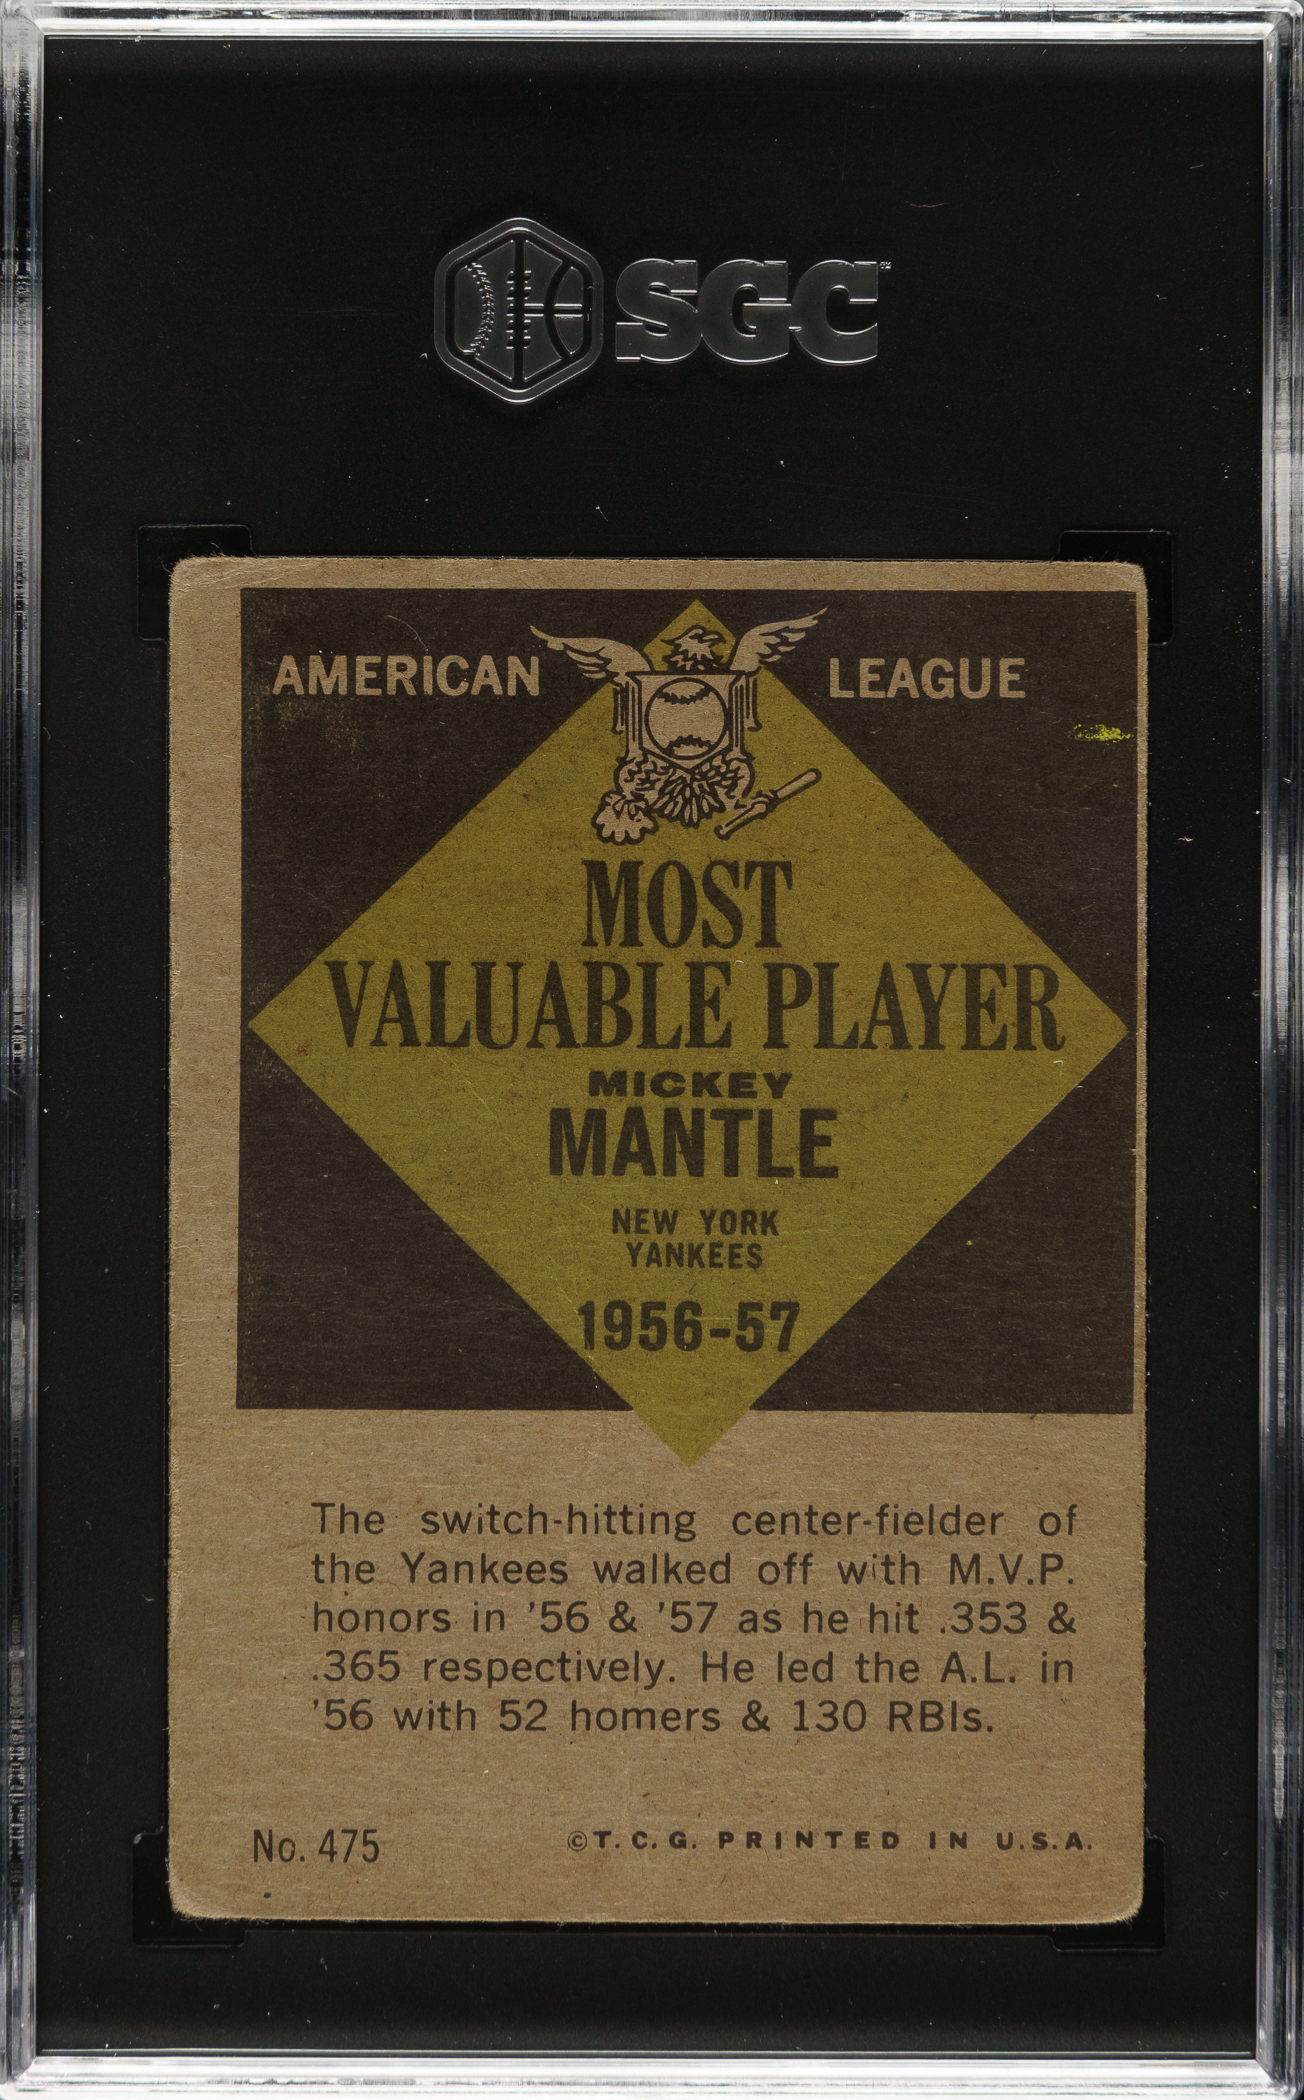 SGC
AMERICAN LEAGUE
MOST
VALUABLE PLAYER
MICKEY
MANTLE
NEW YORK
YANKEES
1956-57
The switch-hitting center-fielder of
the Yankees walked off with M.V.P.
honors in ’56 & ’57 as he hit .353 &
.365 respectively. He led the A.L. in
’56 with 52 homers & 130 RBIs.
No. 475 ©T.C.G. PRINTED IN U.S.A.